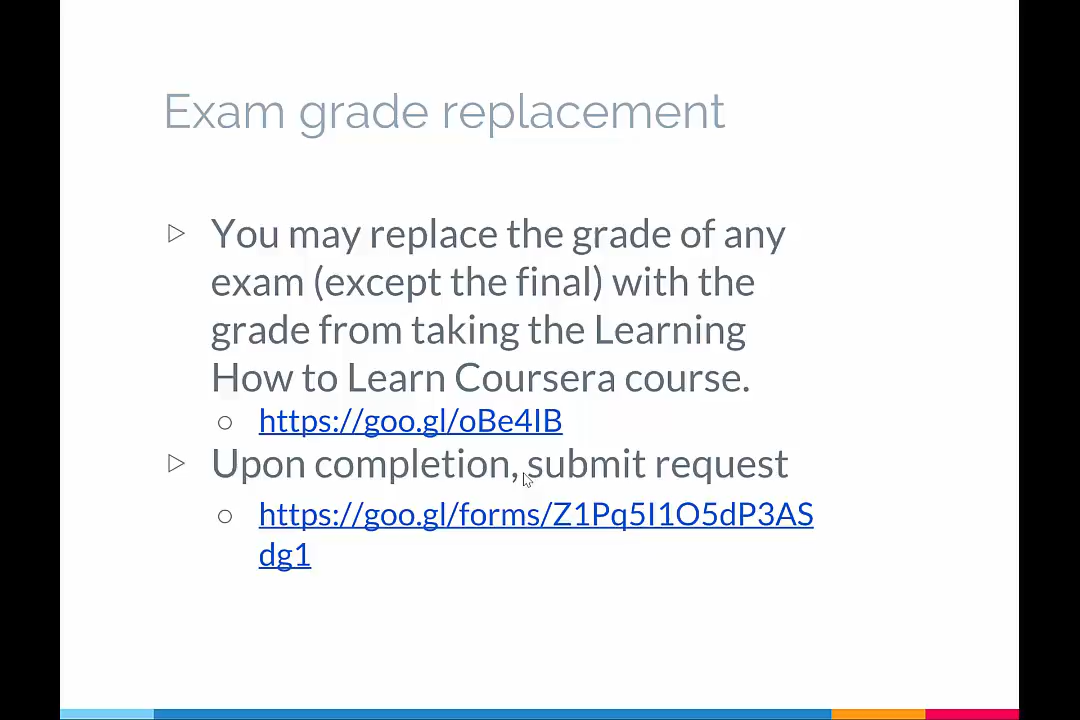 Exam grade replacement
You may replace the grade of any
exam (except the final) with the
grade from taking the Learning
How to Learn Coursera course.
https://goo.gl/oBe4IB
Upon completion, submit request
https://goo.gl/forms/Z1Pq5I1O5dP3AS
dg1